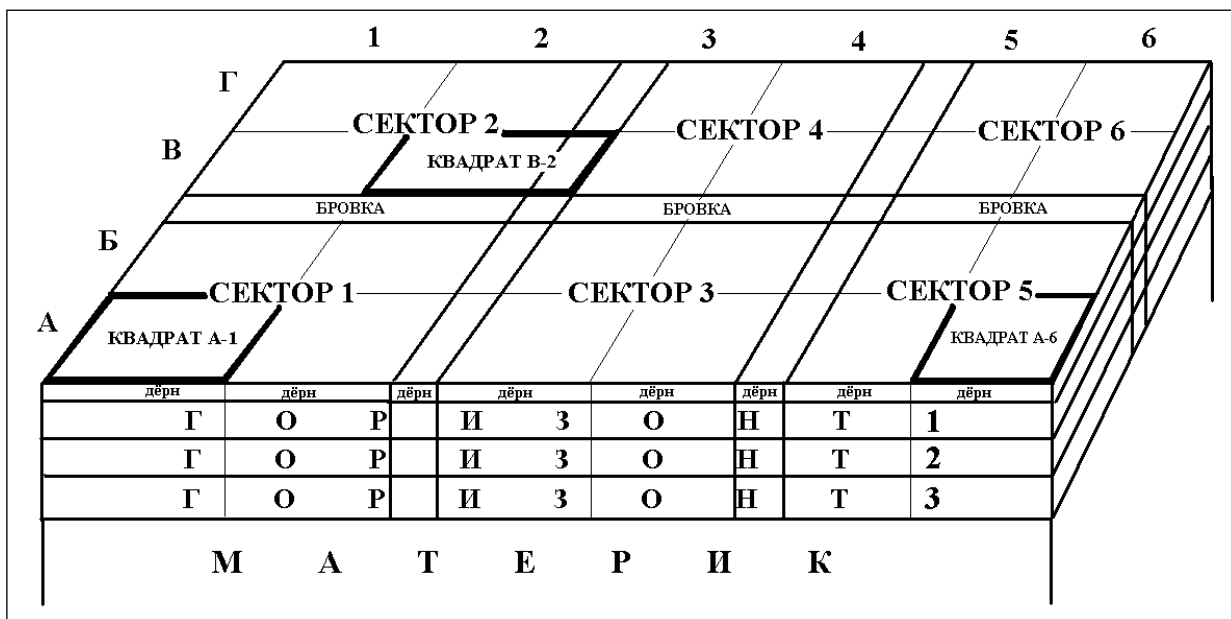 1 2 3 4 5 6
Г
СЕКТОР 2 СЕКТОР 4 СЕКТОР 6
В
КВАДРАТ В-2
БРОВКА БРОВКА БРОВКА
Б
СЕКТОР 1 СЕКТОР 3 СЕКТОР 5
А
КВАДРАТ А-1 КВАДРАТ А-6
дёрн дёрн дёрн дёрн дёрн дёрн дёрн дёрн
Г О Р И З О Н Т 1
Г О Р И З О Н Т 2
Г О Р И З О Н Т 3
М А Т Е Р И К